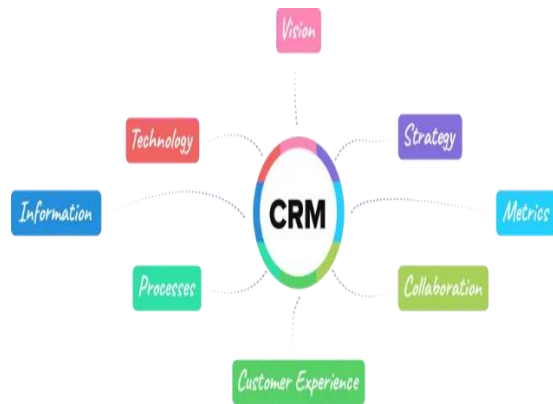 Vision
Technology
Strategy
Information
CRM
Metrics
Processes
Collaboration
Customer Experience